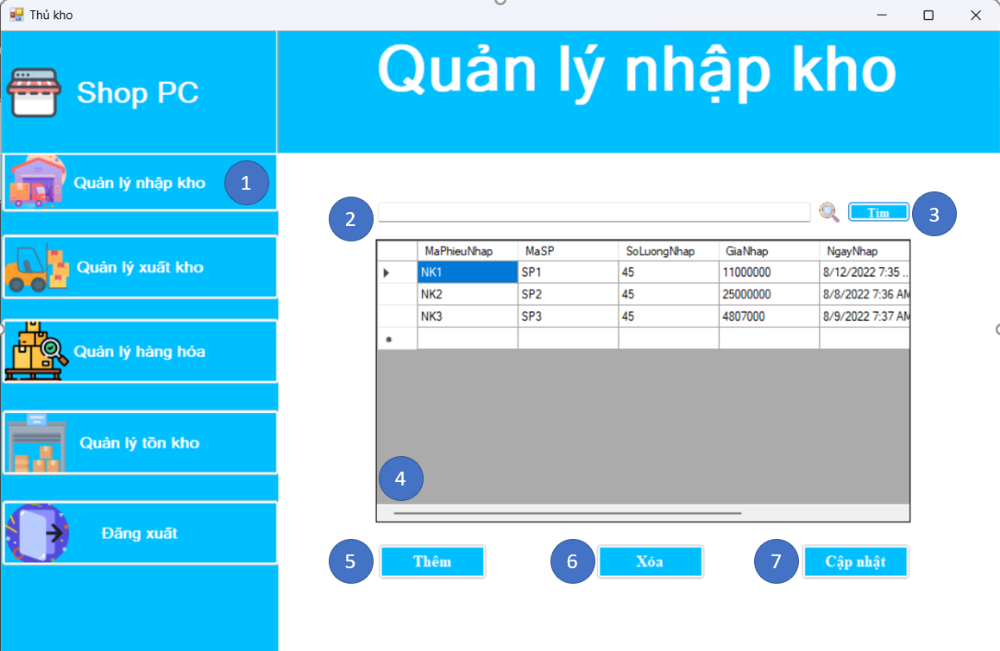 Thủ kho
Shop PC
Quản lý nhập kho
Quản lý nhập kho 1
Quản lý xuất kho
Quản lý hàng hóa
Quản lý tồn kho
Đăng xuất
2 Tìm 3
MaPhieuNhap MaSP SoLuongNhap GiaNhap NgayNhap
NK1 SP1 45 11000000 8/12/2022 7:35 ...
NK2 SP2 45 25000000 8/8/2022 7:36 AM
NK3 SP3 45 4807000 8/9/2022 7:37 AM
4
5 Thêm 6 Xóa 7 Cập nhật